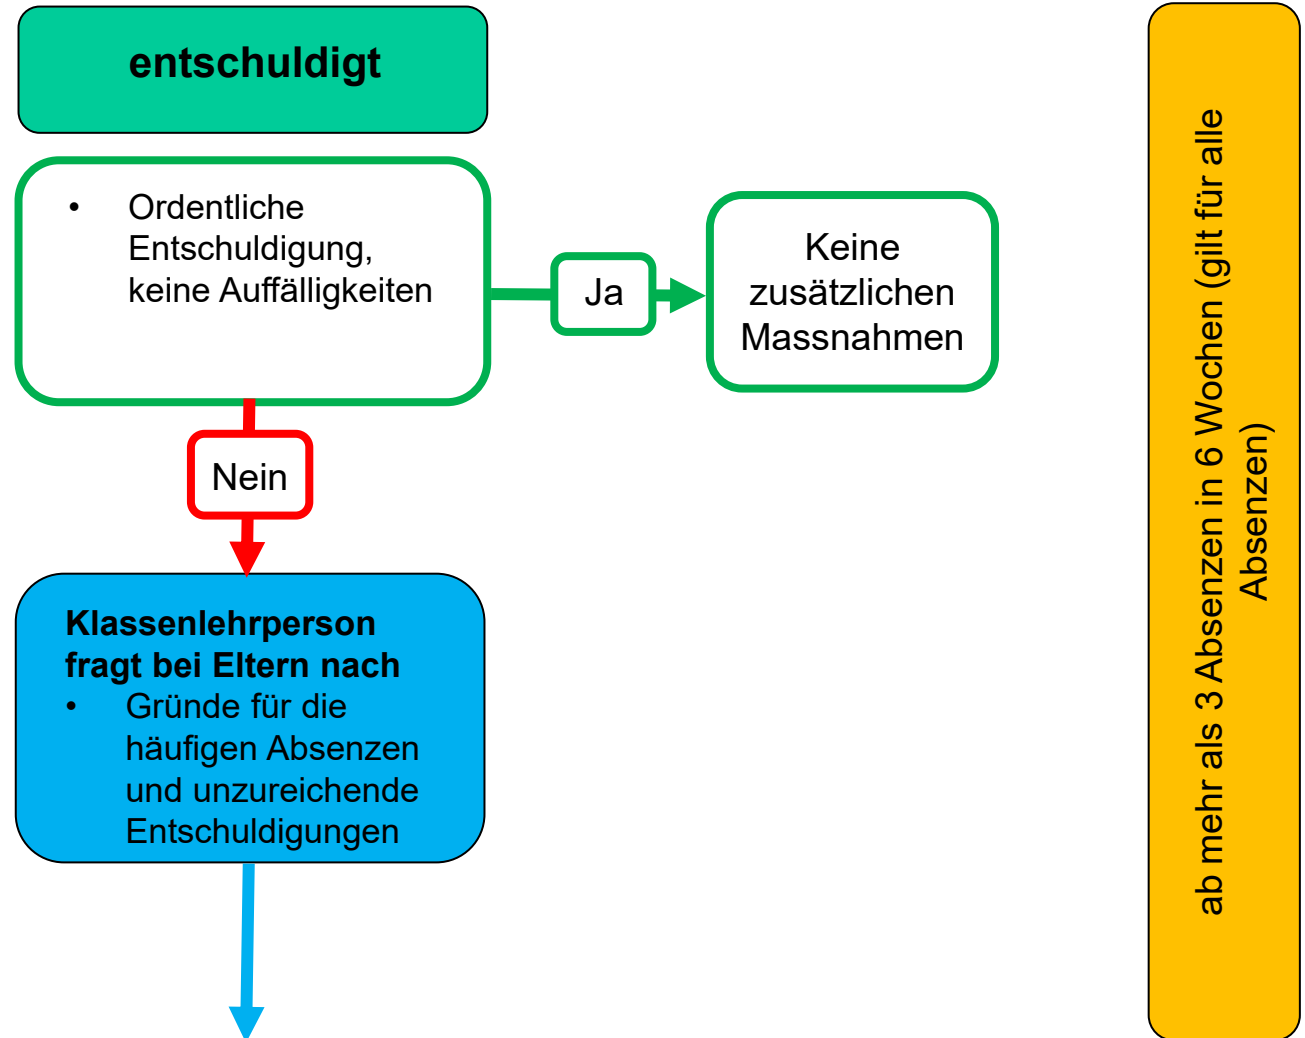 entschuldigt
• Ordentliche
Entschuldigung,
keine Auffälligkeiten
Ja
Keine
zusätzlichen
Massnahmen
Nein
Klassenlehrperson
fragt bei Eltern nach
• Gründe für die
häufigen Absenzen
und unzureichende
Entschuldigungen
ab mehr als 3 Absenzen in 6 Wochen (gilt für alle
Absenzen)